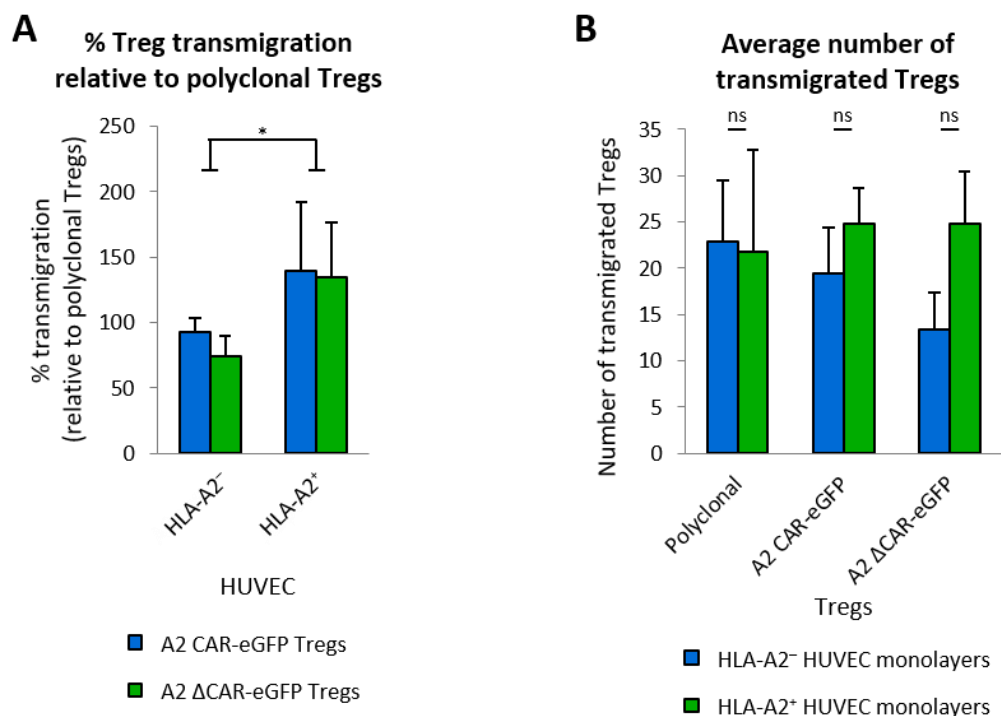 A
% Treg transmigration
relative to polyclonal Tregs
% transmigration
(relative to polyclonal Tregs)
250
200
150
100
50
0
*
HLA-A2⁻
HLA-A2⁺
HUVEC
A2 CAR-eGFP Tregs
A2 ΔCAR-eGFP Tregs
B
Average number of
transmigrated Tregs
Number of transmigrated Tregs
35
30
25
20
15
10
5
0
ns
ns
ns
Polyclonal
A2 CAR-eGFP
A2 ΔCAR-eGFP
Tregs
HLA-A2⁻ HUVEC monolayers
HLA-A2⁺ HUVEC monolayers